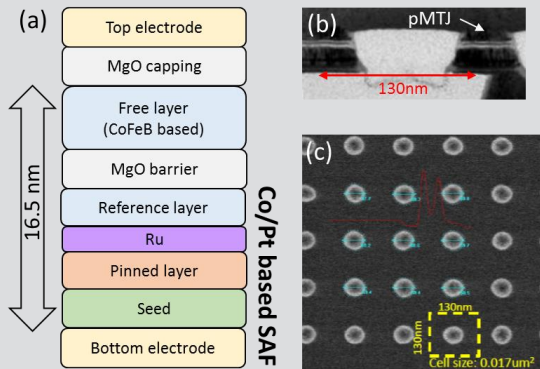 (a)
Top electrode
MgO capping
Free layer
(CoFeB based)
MgO barrier
Reference layer
Ru
Pinned layer
Seed
Bottom electrode
16.5 nm
Co/Pt based SAF
(b)
pMTJ
130nm
(c)
130nm
130nm
Cell size: 0.017um²